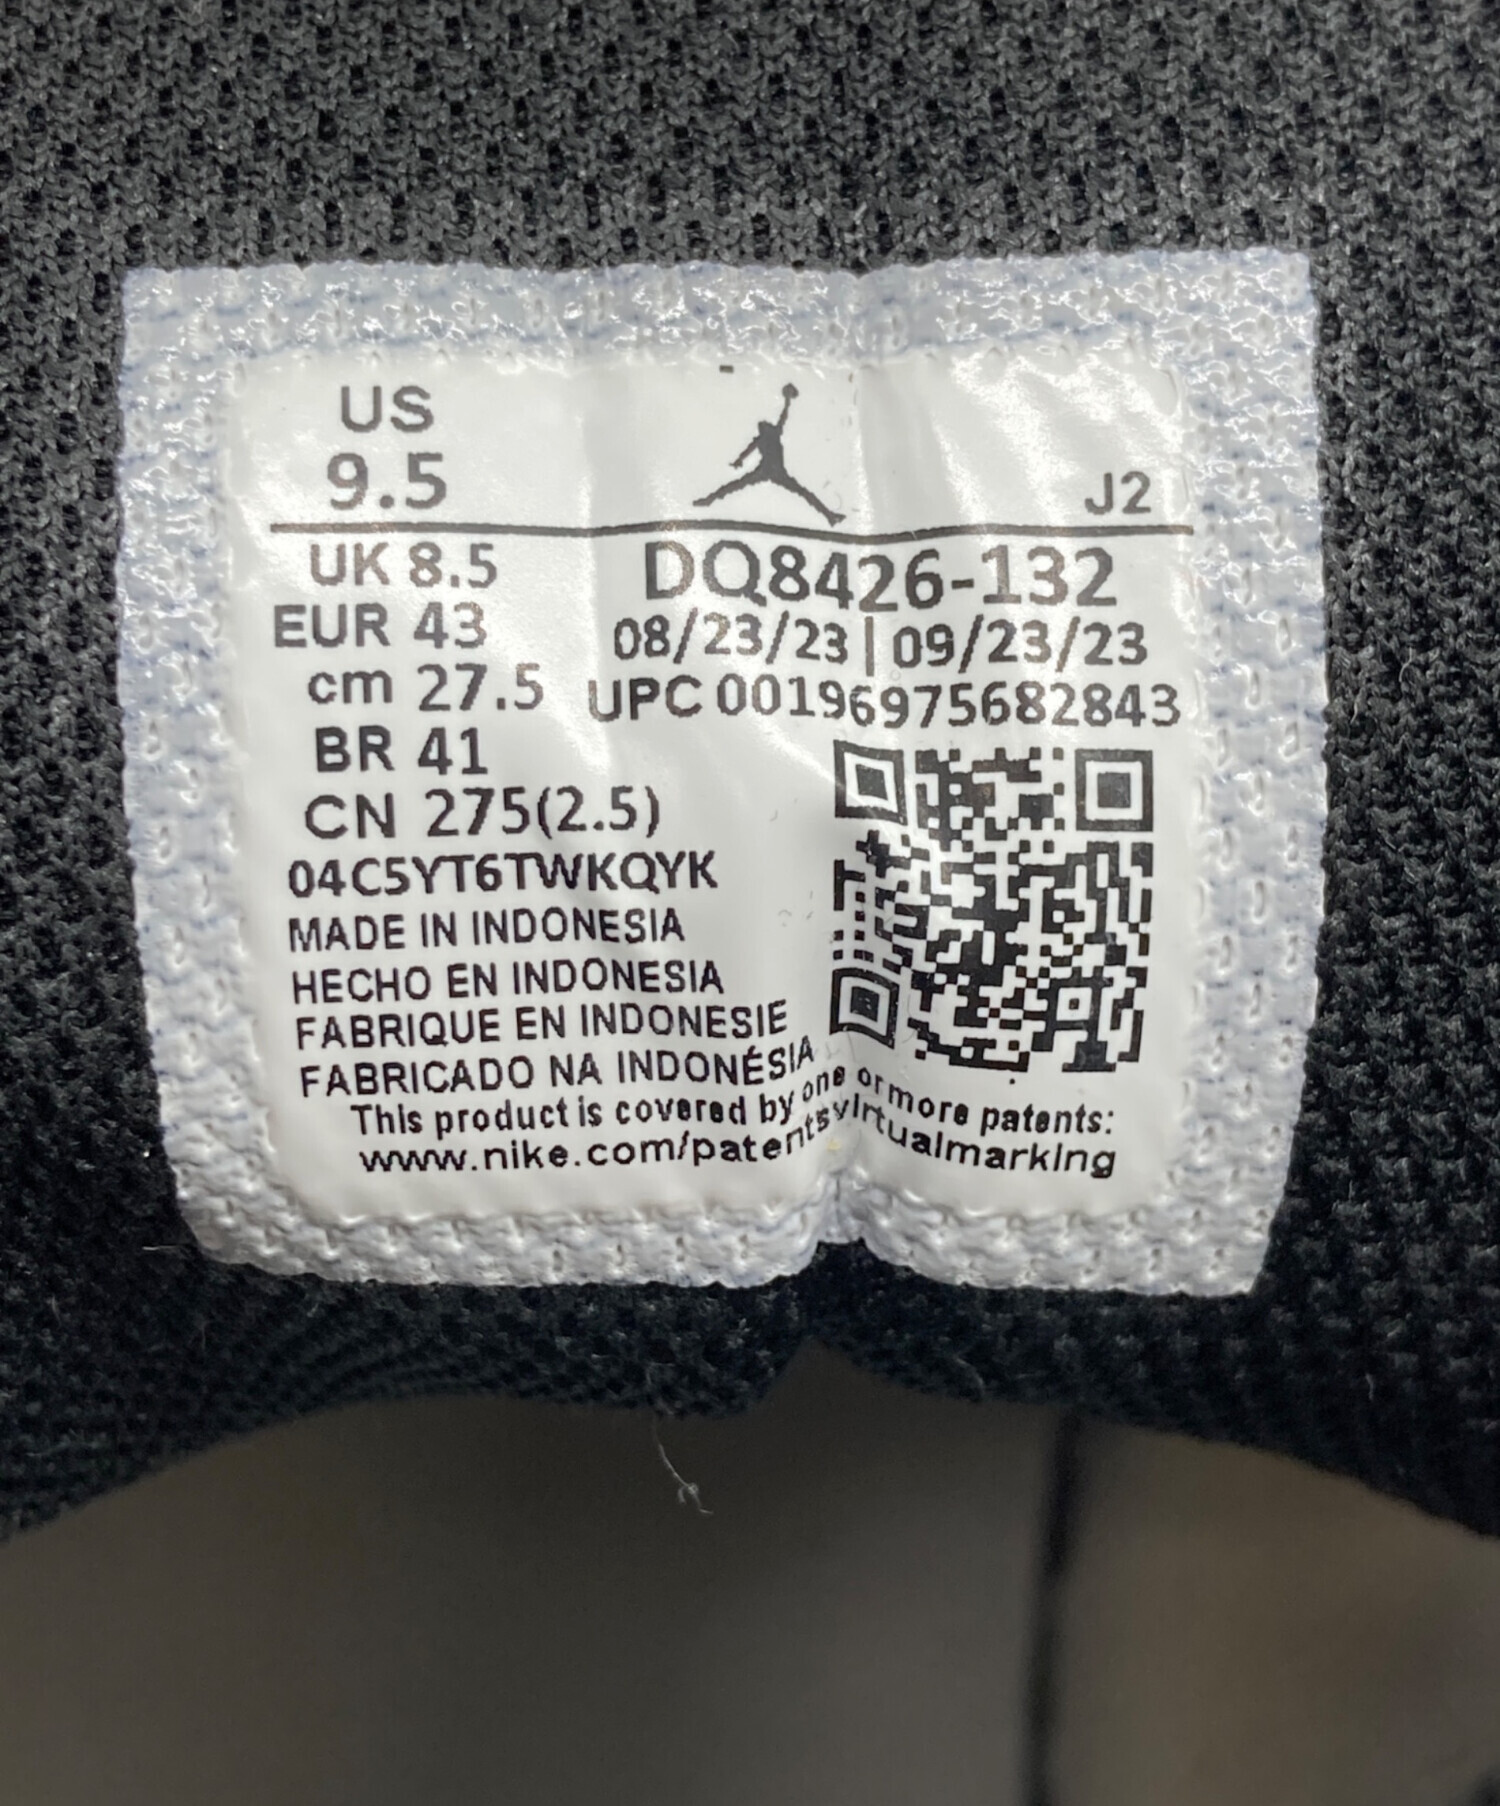 US
9.5
J2
UK 8.5
EUR 43
cm 27.5
BR 41
CN 275(2.5)
DQ8426-132
08/23/23 | 09/23/23
UPC 00196975682843
04C5YT6TWKQYK
MADE IN INDONESIA
HECHO EN INDONESIA
FABRIQUE EN INDONESIE
FABRICADO NA INDONÉSIA
This product is covered by one or more patents:
www.nike.com/patentsvirtualmarking